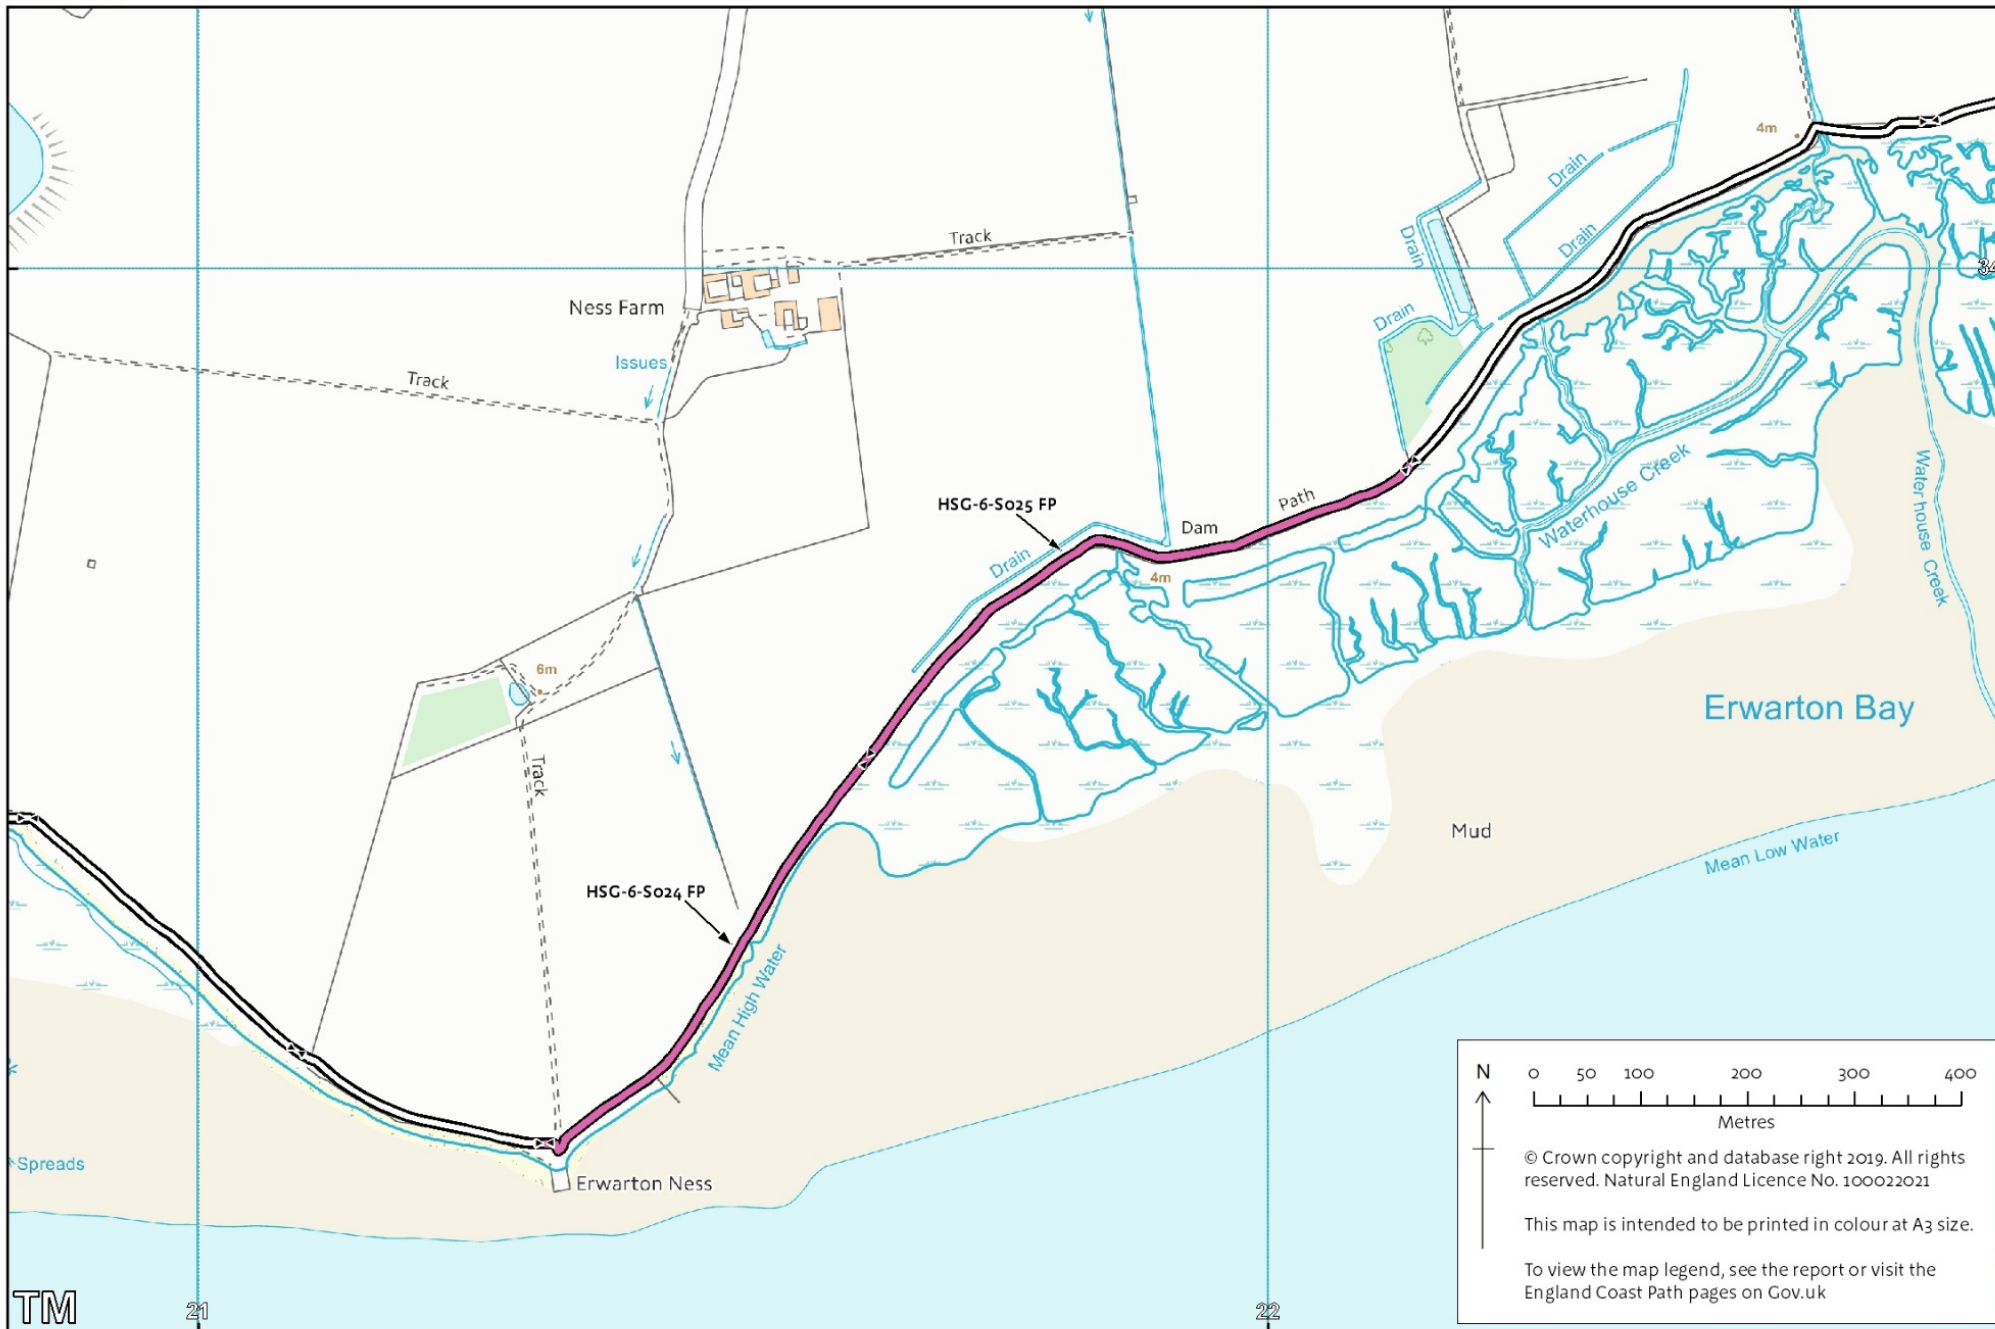 4m
Drain
Drain
Drain
Track
34
Ness Farm
Drain
Issues
Track
Waterhouse Creek
Waterhouse Creek
HSG-6-S025 FP
Path
Dam
Drain
4m
6m
Erwarton Bay
Track
Mud
Mean Low Water
HSG-6-S024 FP
Mean High Water
Spreads
Erwarton Ness
N
0 50 100 200 300 400
Metres
© Crown copyright and database right 2019. All rights
reserved. Natural England Licence No. 100022021
This map is intended to be printed in colour at A3 size.
To view the map legend, see the report or visit the
England Coast Path pages on Gov.uk
TM
21
22